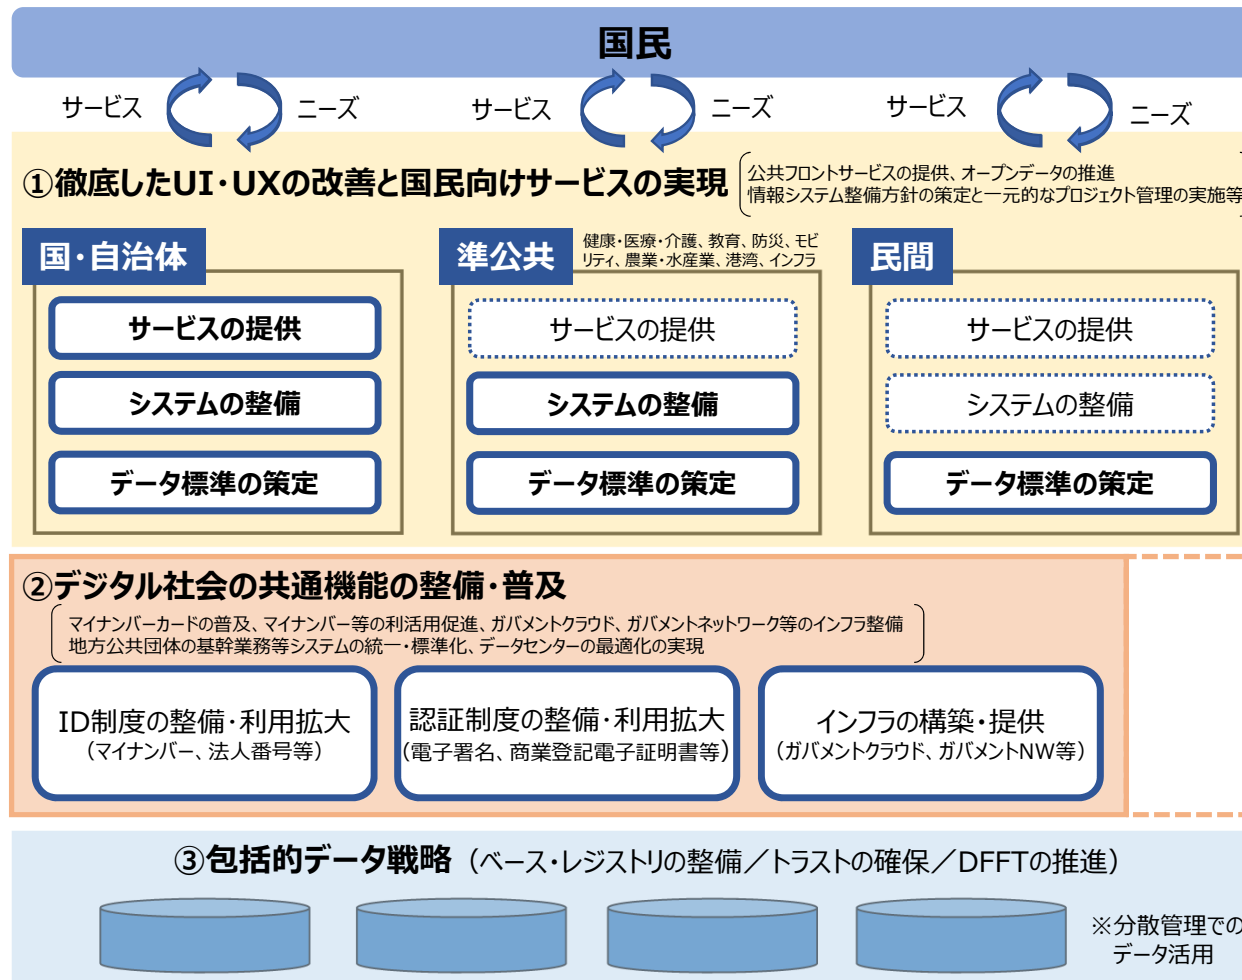 国民
サービス
ニーズ
サービス
ニーズ
サービス
ニーズ
①徹底したUI・UXの改善と国民向けサービスの実現
公共フロントサービスの提供、オープンデータの推進
情報システム整備方針の策定と一元的なプロジェクト管理の実施等
国・自治体
サービスの提供
システムの整備
データ標準の策定
準公共
健康・医療・介護、教育、防災、モビ
リティ、農業・水産業、港湾、インフラ
サービスの提供
システムの整備
データ標準の策定
民間
サービスの提供
システムの整備
データ標準の策定
②デジタル社会の共通機能の整備・普及
マイナンバーカードの普及、マイナンバー等の利活用促進、ガバメントクラウド、ガバメントネットワーク等のインフラ整備
地方公共団体の基幹業務等システムの統一・標準化、データセンターの最適化の実現
ID制度の整備・利用拡大
（マイナンバー、法人番号等）
認証制度の整備・利用拡大
（電子署名、商業登記電子証明書等）
インフラの構築・提供
（ガバメントクラウド、ガバメントNW等）
③包括的データ戦略（ベース・レジストリの整備／トラストの確保／DFFTの推進）
※分散管理での
データ活用